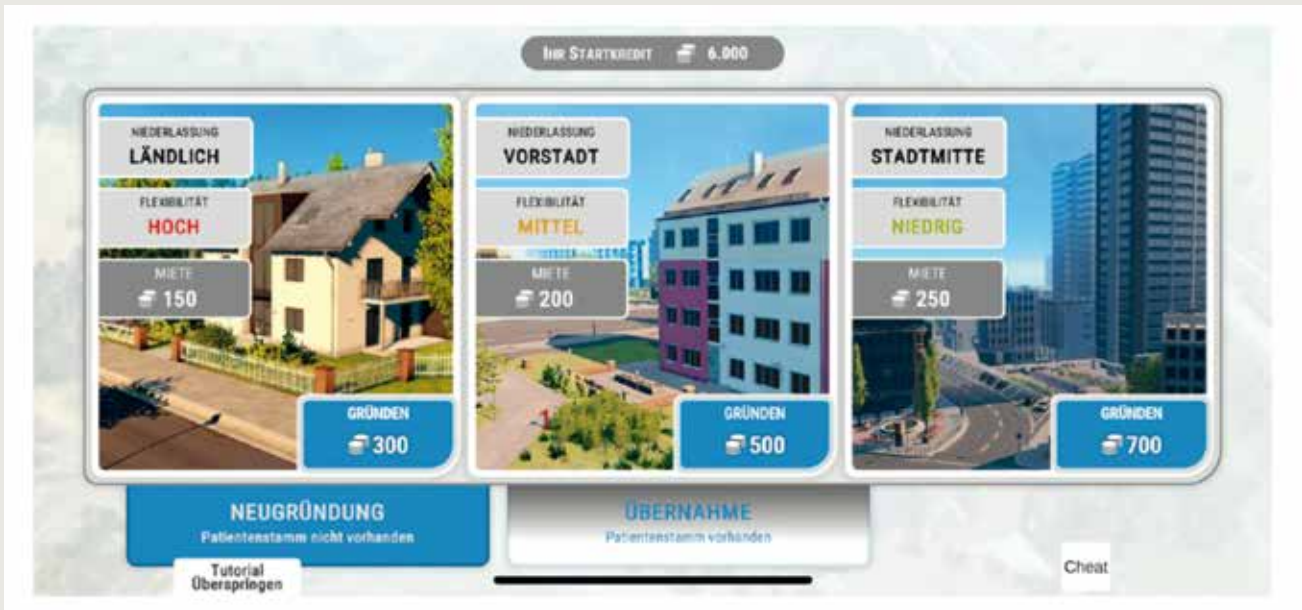 IHR STARTKREDIT 6.000
NIEDERLASSUNG
LÄNDLICH
FLEXIBILITÄT
HOCH
MIETE
150
GRÜNDEN
300
NIEDERLASSUNG
VORSTADT
FLEXIBILITÄT
MITTEL
MIETE
200
GRÜNDEN
500
NIEDERLASSUNG
STADTMITTE
FLEXIBILITÄT
NIEDRIG
MIETE
250
GRÜNDEN
700
NEUGRÜNDUNG
Patientenstamm nicht vorhanden
ÜBERNAHME
Patientenstamm vorhanden
Tutorial
Überspringen
Cheat